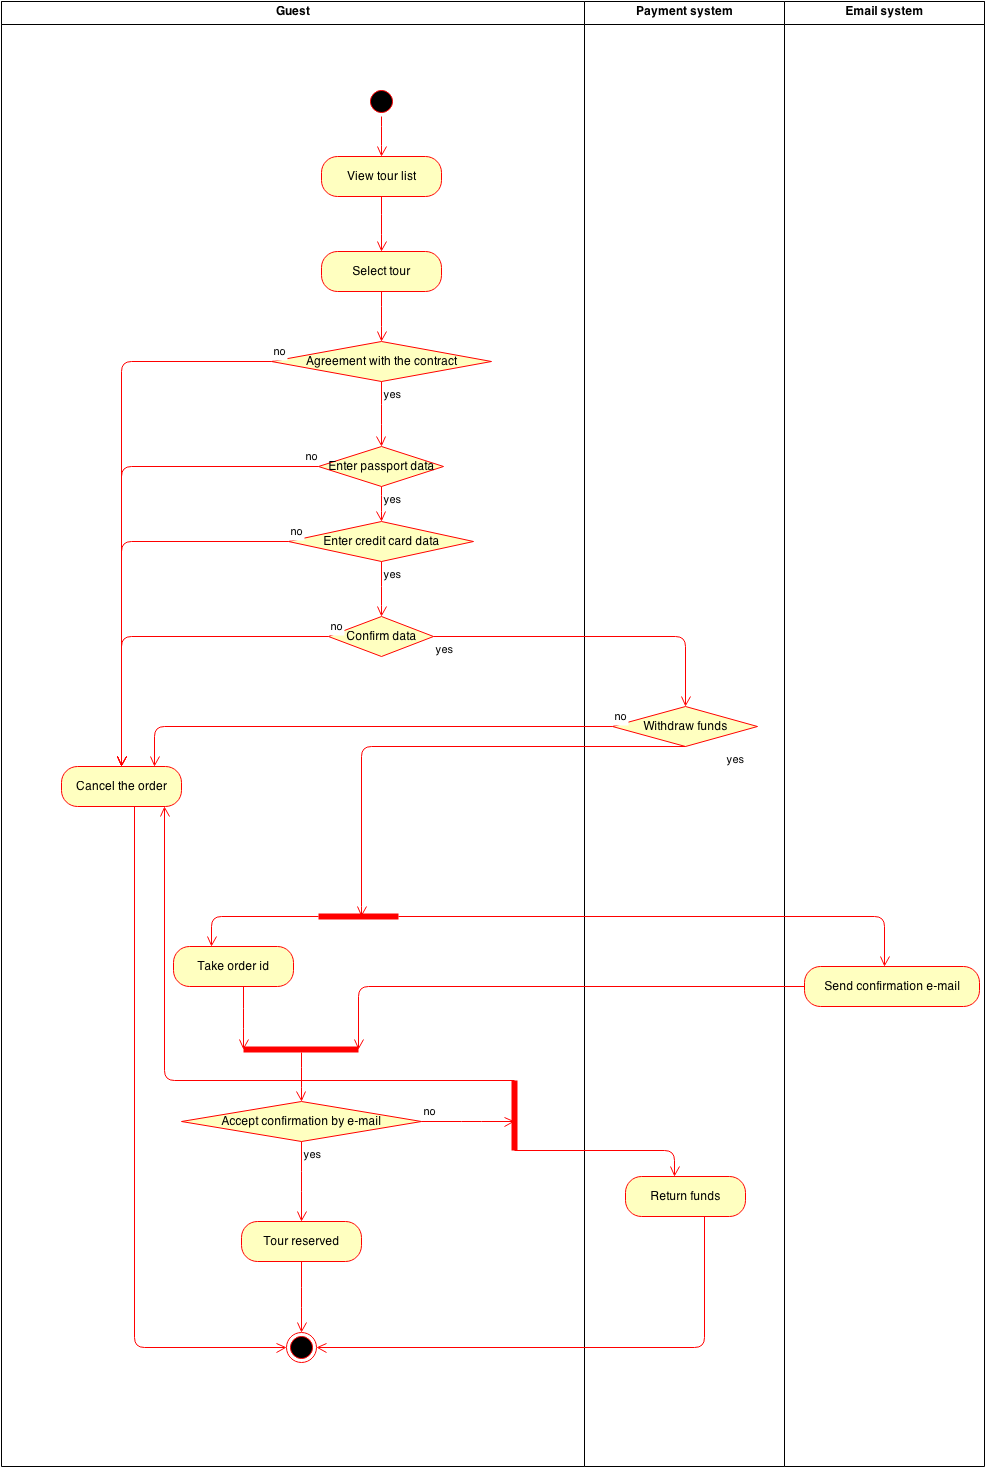 Guest
Payment system
Email system
View tour list
Select tour
no
Agreement with the contract
yes
no
Enter passport data
yes
no
Enter credit card data
yes
no
Confirm data
yes
no
Withdraw funds
yes
Cancel the order
Take order id
Send confirmation e-mail
Accept confirmation by e-mail
no
yes
Return funds
Tour reserved